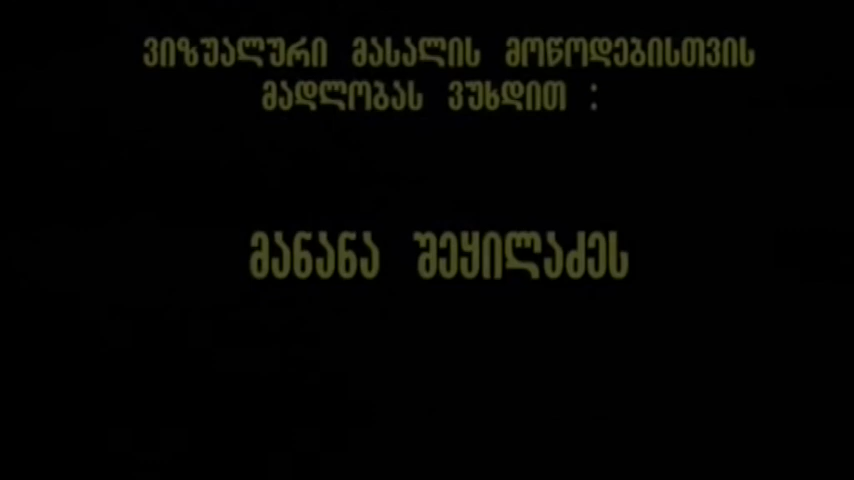 ვიზუალური მასალის მოწოდებისთვის
მადლობას ვუხდით :
მანანა შეყილაძეს